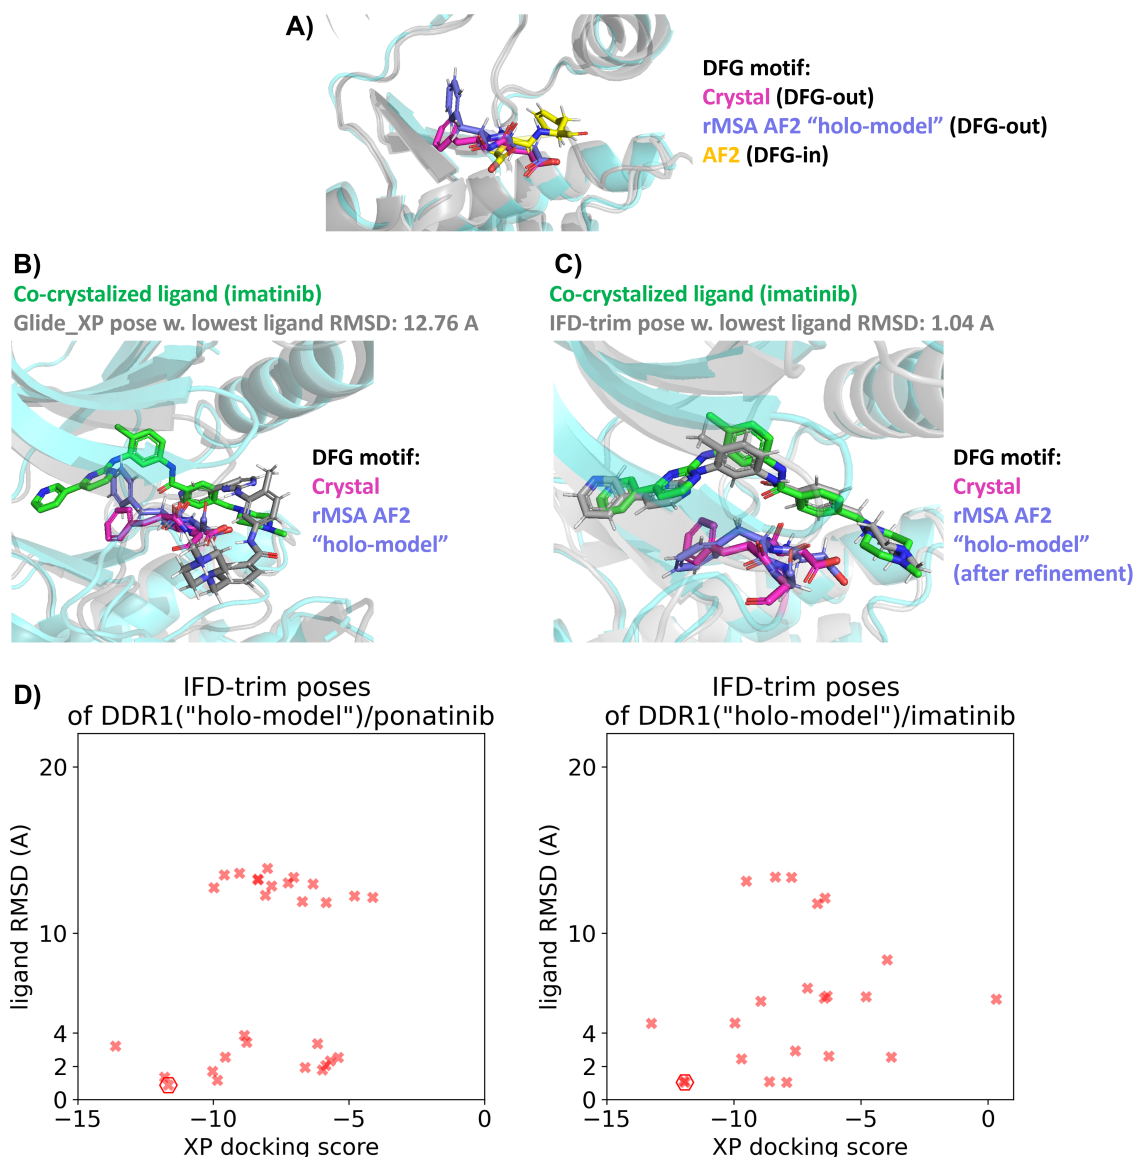 A)
DFG motif:
Crystal (DFG-out)
rMSA AF2 “holo-model” (DFG-out)
AF2 (DFG-in)
B)
Co-crystalized ligand (imatinib)
Glide_XP pose w. lowest ligand RMSD: 12.76 A
DFG motif:
Crystal
rMSA AF2
“holo-model”
C)
Co-crystalized ligand (imatinib)
IFD-trim pose w. lowest ligand RMSD: 1.04 A
DFG motif:
Crystal
rMSA AF2
“holo-model”
(after refinement)
D)
IFD-trim poses
of DDR1("holo-model")/ponatinib
ligand RMSD (A)
20
10
4
2
0
−15
−10
−5
0
XP docking score
IFD-trim poses
of DDR1("holo-model")/imatinib
ligand RMSD (A)
20
10
4
2
0
−15
−10
−5
0
XP docking score